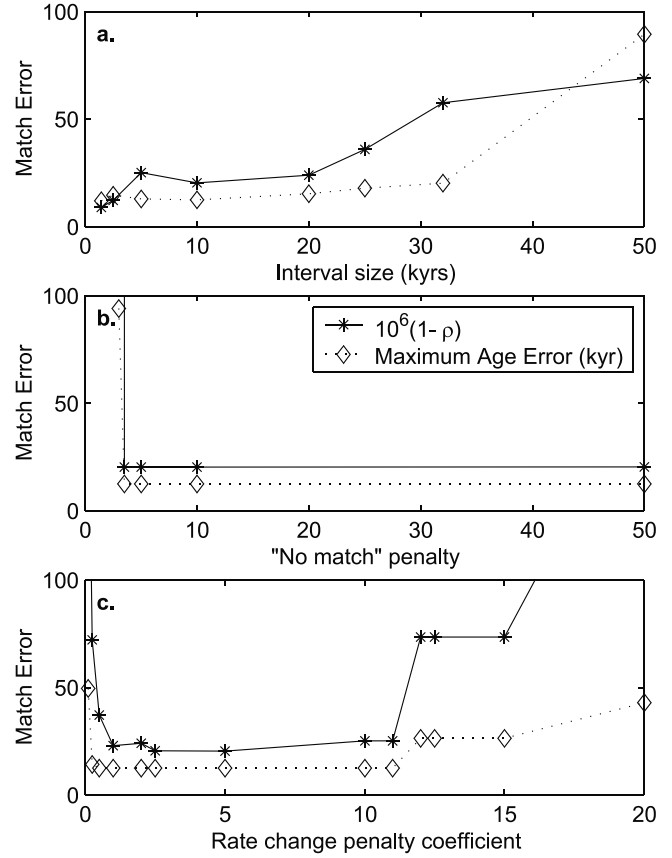 a.
Match Error
100
50
0
0 10 20 30 40 50
Interval size (kyrs)
b.
Match Error
100
50
0
10^6(1- ρ)
Maximum Age Error (kyr)
0 10 20 30 40 50
"No match" penalty
c.
Match Error
100
50
0
0 5 10 15 20
Rate change penalty coefficient